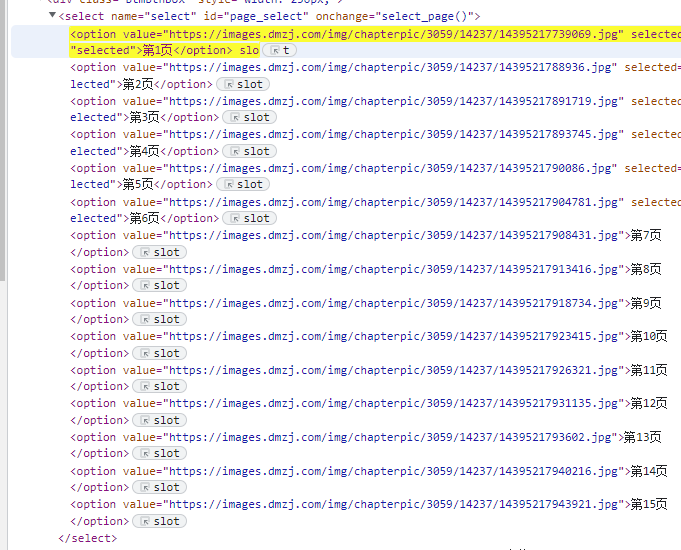 <select name="select" id="page_select" onchange="select_page()">
<option value="https://images.dmzj.com/img/chapterpic/3059/14237/14395217739069.jpg" selected
"selected">第1页</option> slo t
<option value="https://images.dmzj.com/img/chapterpic/3059/14237/1439521788936.jpg" selected=
lected">第2页</option> slot
<option value="https://images.dmzj.com/img/chapterpic/3059/14237/14395217891719.jpg" selected
elected">第3页</option> slot
<option value="https://images.dmzj.com/img/chapterpic/3059/14237/14395217893745.jpg" selected
elected">第4页</option> slot
<option value="https://images.dmzj.com/img/chapterpic/3059/14237/1439521790086.jpg" selected=
lected">第5页</option> slot
<option value="https://images.dmzj.com/img/chapterpic/3059/14237/14395217904781.jpg" selected
elected">第6页</option> slot
<option value="https://images.dmzj.com/img/chapterpic/3059/14237/14395217908431.jpg">第7页
</option> slot
<option value="https://images.dmzj.com/img/chapterpic/3059/14237/14395217913416.jpg">第8页
</option> slot
<option value="https://images.dmzj.com/img/chapterpic/3059/14237/14395217918734.jpg">第9页
</option> slot
<option value="https://images.dmzj.com/img/chapterpic/3059/14237/14395217923415.jpg">第10页
</option> slot
<option value="https://images.dmzj.com/img/chapterpic/3059/14237/14395217926321.jpg">第11页
</option> slot
<option value="https://images.dmzj.com/img/chapterpic/3059/14237/14395217931135.jpg">第12页
</option> slot
<option value="https://images.dmzj.com/img/chapterpic/3059/14237/1439521793602.jpg">第13页
</option> slot
<option value="https://images.dmzj.com/img/chapterpic/3059/14237/14395217940216.jpg">第14页
</option> slot
<option value="https://images.dmzj.com/img/chapterpic/3059/14237/14395217943921.jpg">第15页
</option> slot
</select>